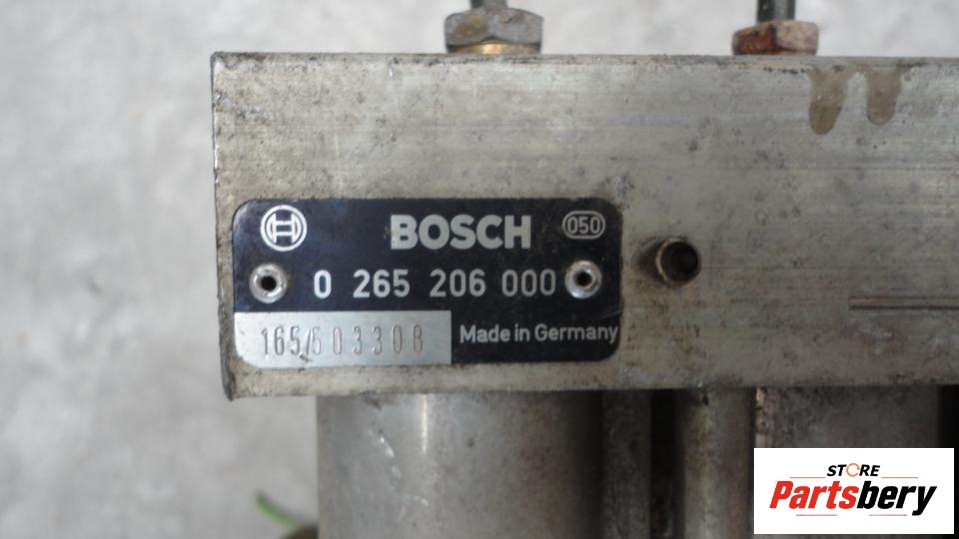 BOSCH 050
0 265 206 000
165/603308 Made in Germany
STORE
Partsbery